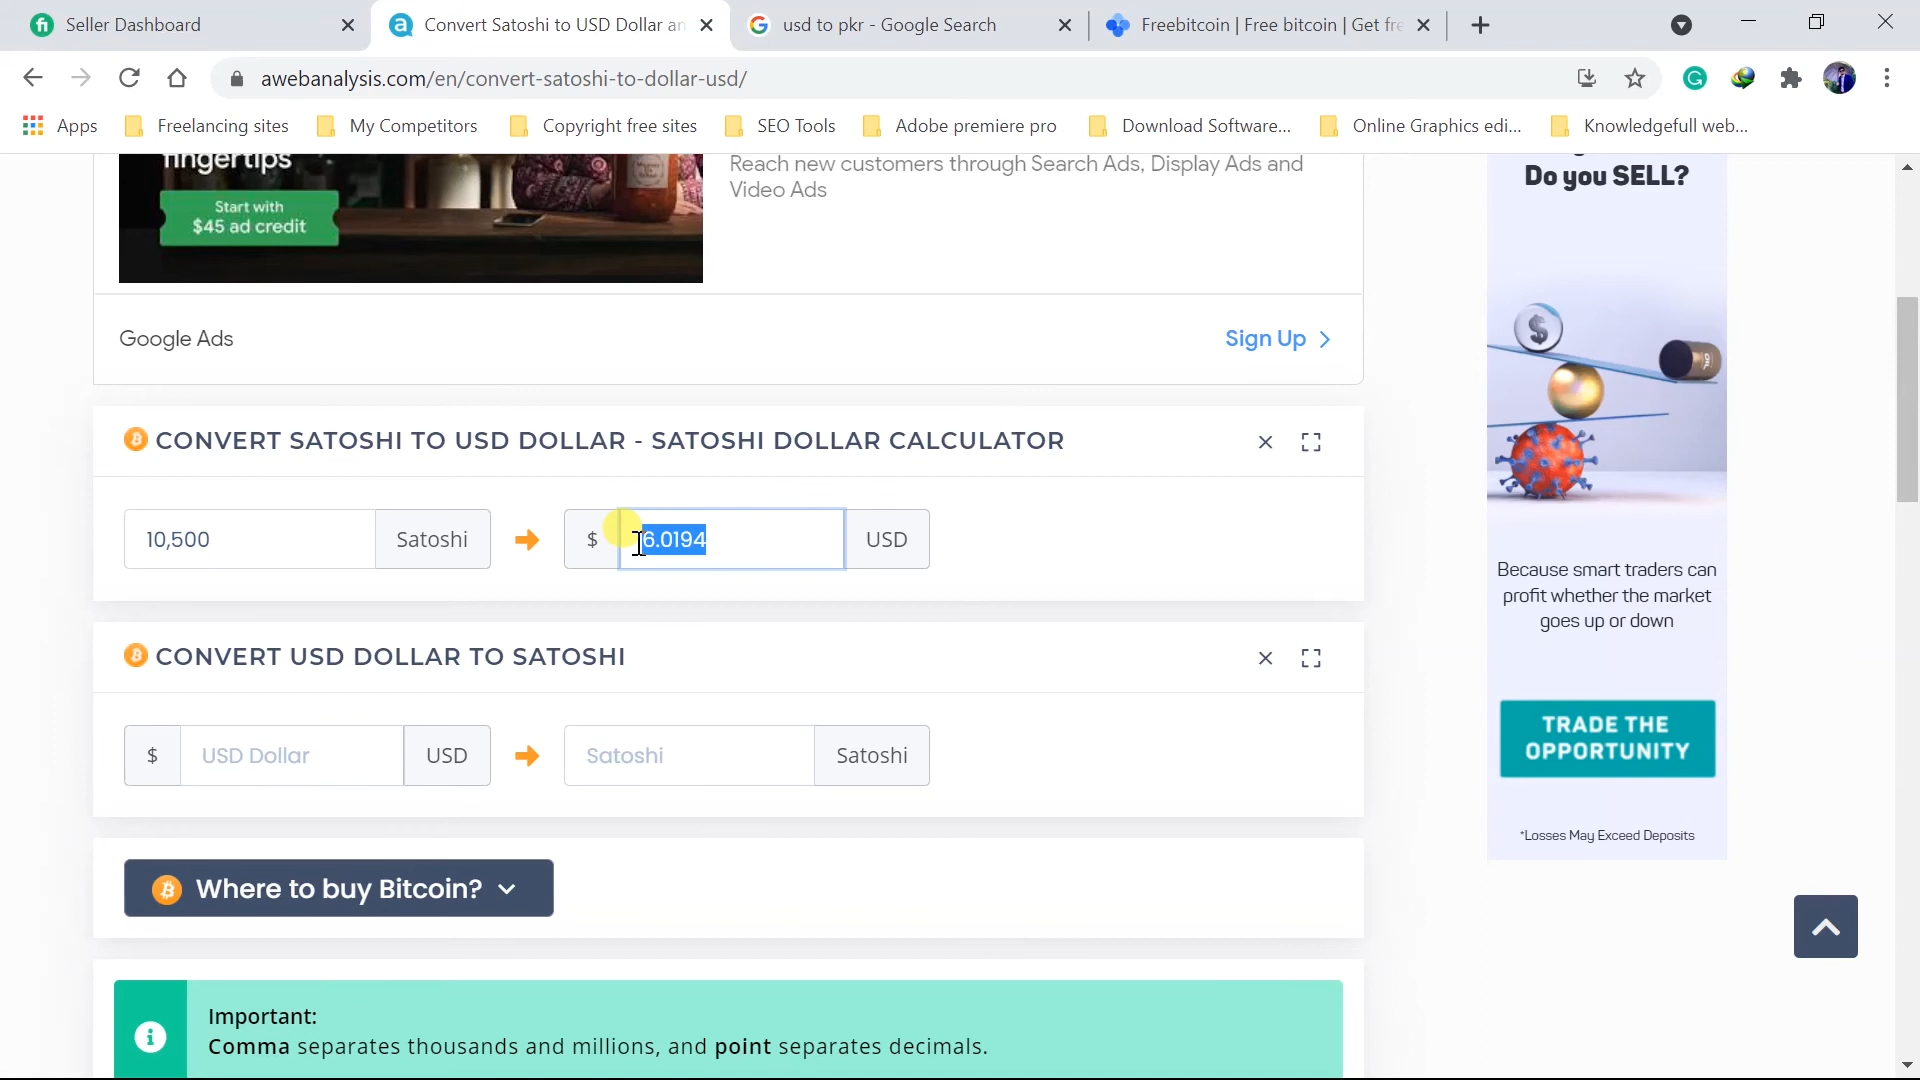 Seller Dashboard
Convert Satoshi to USD Dollar an
usd to pkr - Google Search
Freebitcoin | Free bitcoin | Get fre
awebanalysis.com/en/convert-satoshi-to-dollar-usd/
Apps
Freelancing sites
My Competitors
Copyright free sites
SEO Tools
Adobe premiere pro
Download Software...
Online Graphics edi...
Knowledgefull web...
fingertips
Start with
$45 ad credit
Reach new customers through Search Ads, Display Ads and
Video Ads
Google Ads
Sign Up
CONVERT SATOSHI TO USD DOLLAR - SATOSHI DOLLAR CALCULATOR
10,500 Satoshi $ 6.0194 USD
CONVERT USD DOLLAR TO SATOSHI
$ USD Dollar USD Satoshi Satoshi
Where to buy Bitcoin?
Important:
Comma separates thousands and millions, and point separates decimals.
Do you SELL?
Because smart traders can
profit whether the market
goes up or down
TRADE THE
OPPORTUNITY
*Losses May Exceed Deposits